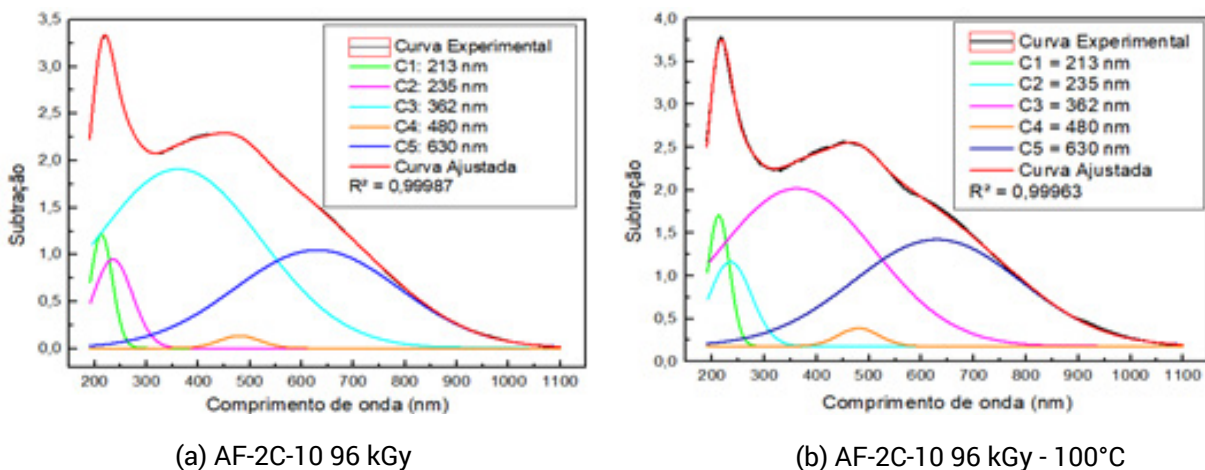 3,5
3,0
2,5
2,0
1,5
1,0
0,5
0,0
Subtração
Curva Experimental
C1: 213 nm
C2: 235 nm
C3: 362 nm
C4: 480 nm
C5: 630 nm
Curva Ajustada
R² = 0,99987
200 300 400 500 600 700 800 900 1000 1100
Comprimento de onda (nm)
(a) AF-2C-10 96 kGy
4,0
3,5
3,0
2,5
2,0
1,5
1,0
0,5
0,0
Subtração
Curva Experimental
C1 = 213 nm
C2 = 235 nm
C3 = 362 nm
C4 = 480 nm
C5 = 630 nm
Curva Ajustada
R² = 0,99963
200 300 400 500 600 700 800 900 1000 1100
Comprimento de onda (nm)
(b) AF-2C-10 96 kGy - 100°C